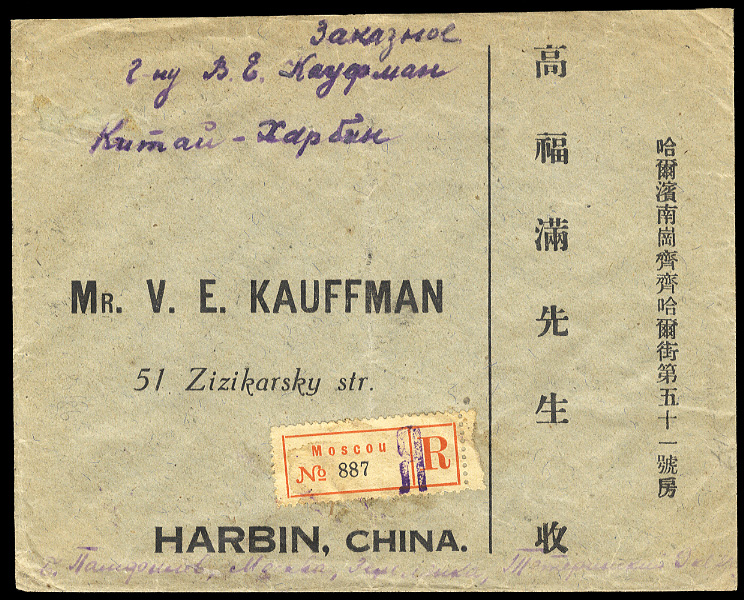 Заказное
Г-ну В. Е. Кауфман
Китай - Харбин
MR. V. E. KAUFFMAN
51 Zizikarsky str.
Moscou
№ 887
Я
R
HARBIN, CHINA.
高福滿先生收
哈爾濱南崗齊齊哈爾街第五十一號房